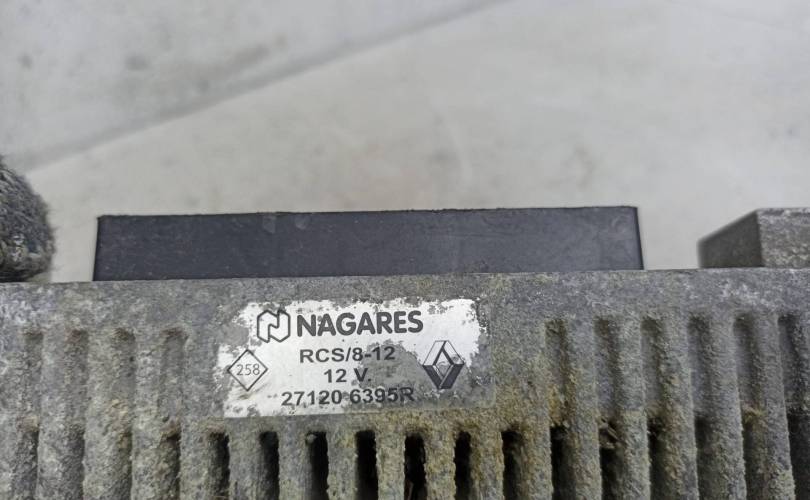 NAGARES
RCS/8-12
258
12 V.
27120 6395R